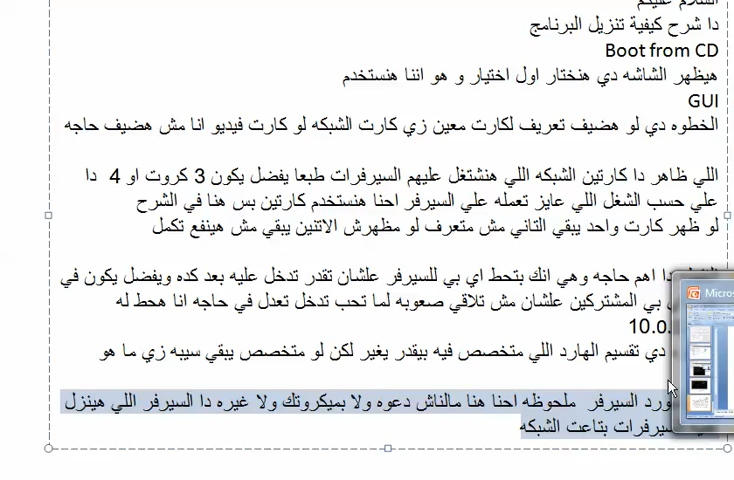 السلام عليكم
دا شرح كيفية تنزيل البرنامج
Boot from CD
هيظهر الشاشه دي هنختار اول اختيار و هو اننا هنستخدم
GUI
الخطوه دي لو هضيف تعريف لكارت معين زي كارت الشبكه لو كارت فيديو انا مش هضيف حاجه
اللي ظاهر دا كارتين الشبكه اللي هنشتغل عليهم السيرفرات طبعا يفضل يكون 3 كروت او 4 دا
علي حسب الشغل اللي عايز تعمله علي السيرفر احنا هنستخدم كارتين بس هنا في الشرح
لو ظهر كارت واحد يبقي التاني مش متعرف لو مظهرش الاتنين يبقي مش هينفع تكمل
دا اهم حاجه وهي انك بتحط اي بي للسيرفر علشان تقدر تدخل عليه بعد كده ويفضل يكون في
بي المشتركين علشان مش تلاقي صعوبه لما تحب تدخل تعدل في حاجه انا هحط له
10.0.
دي تقسيم الهارد اللي متخصص فيه بيقدر يغير لكن لو متخصص يبقي سيبه زي ما هو
ورد السيرفر ملحوظه احنا هنا مالناش دعوه ولا بميكروتك ولا غيره دا السيرفر اللي هينزل
سيرفرات بتاعت الشبكه
Micros